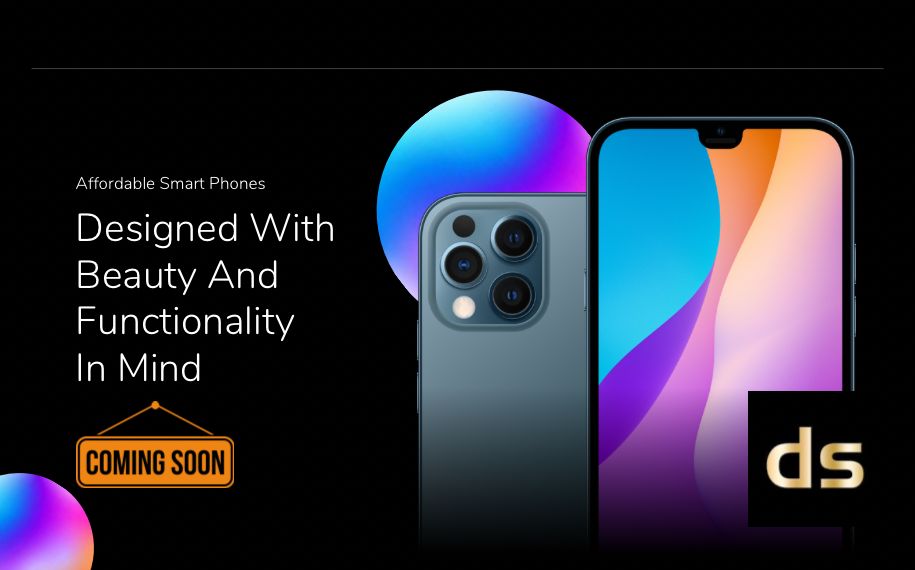 Affordable Smart Phones
Designed With
Beauty And
Functionality
In Mind
COMING SOON
ds